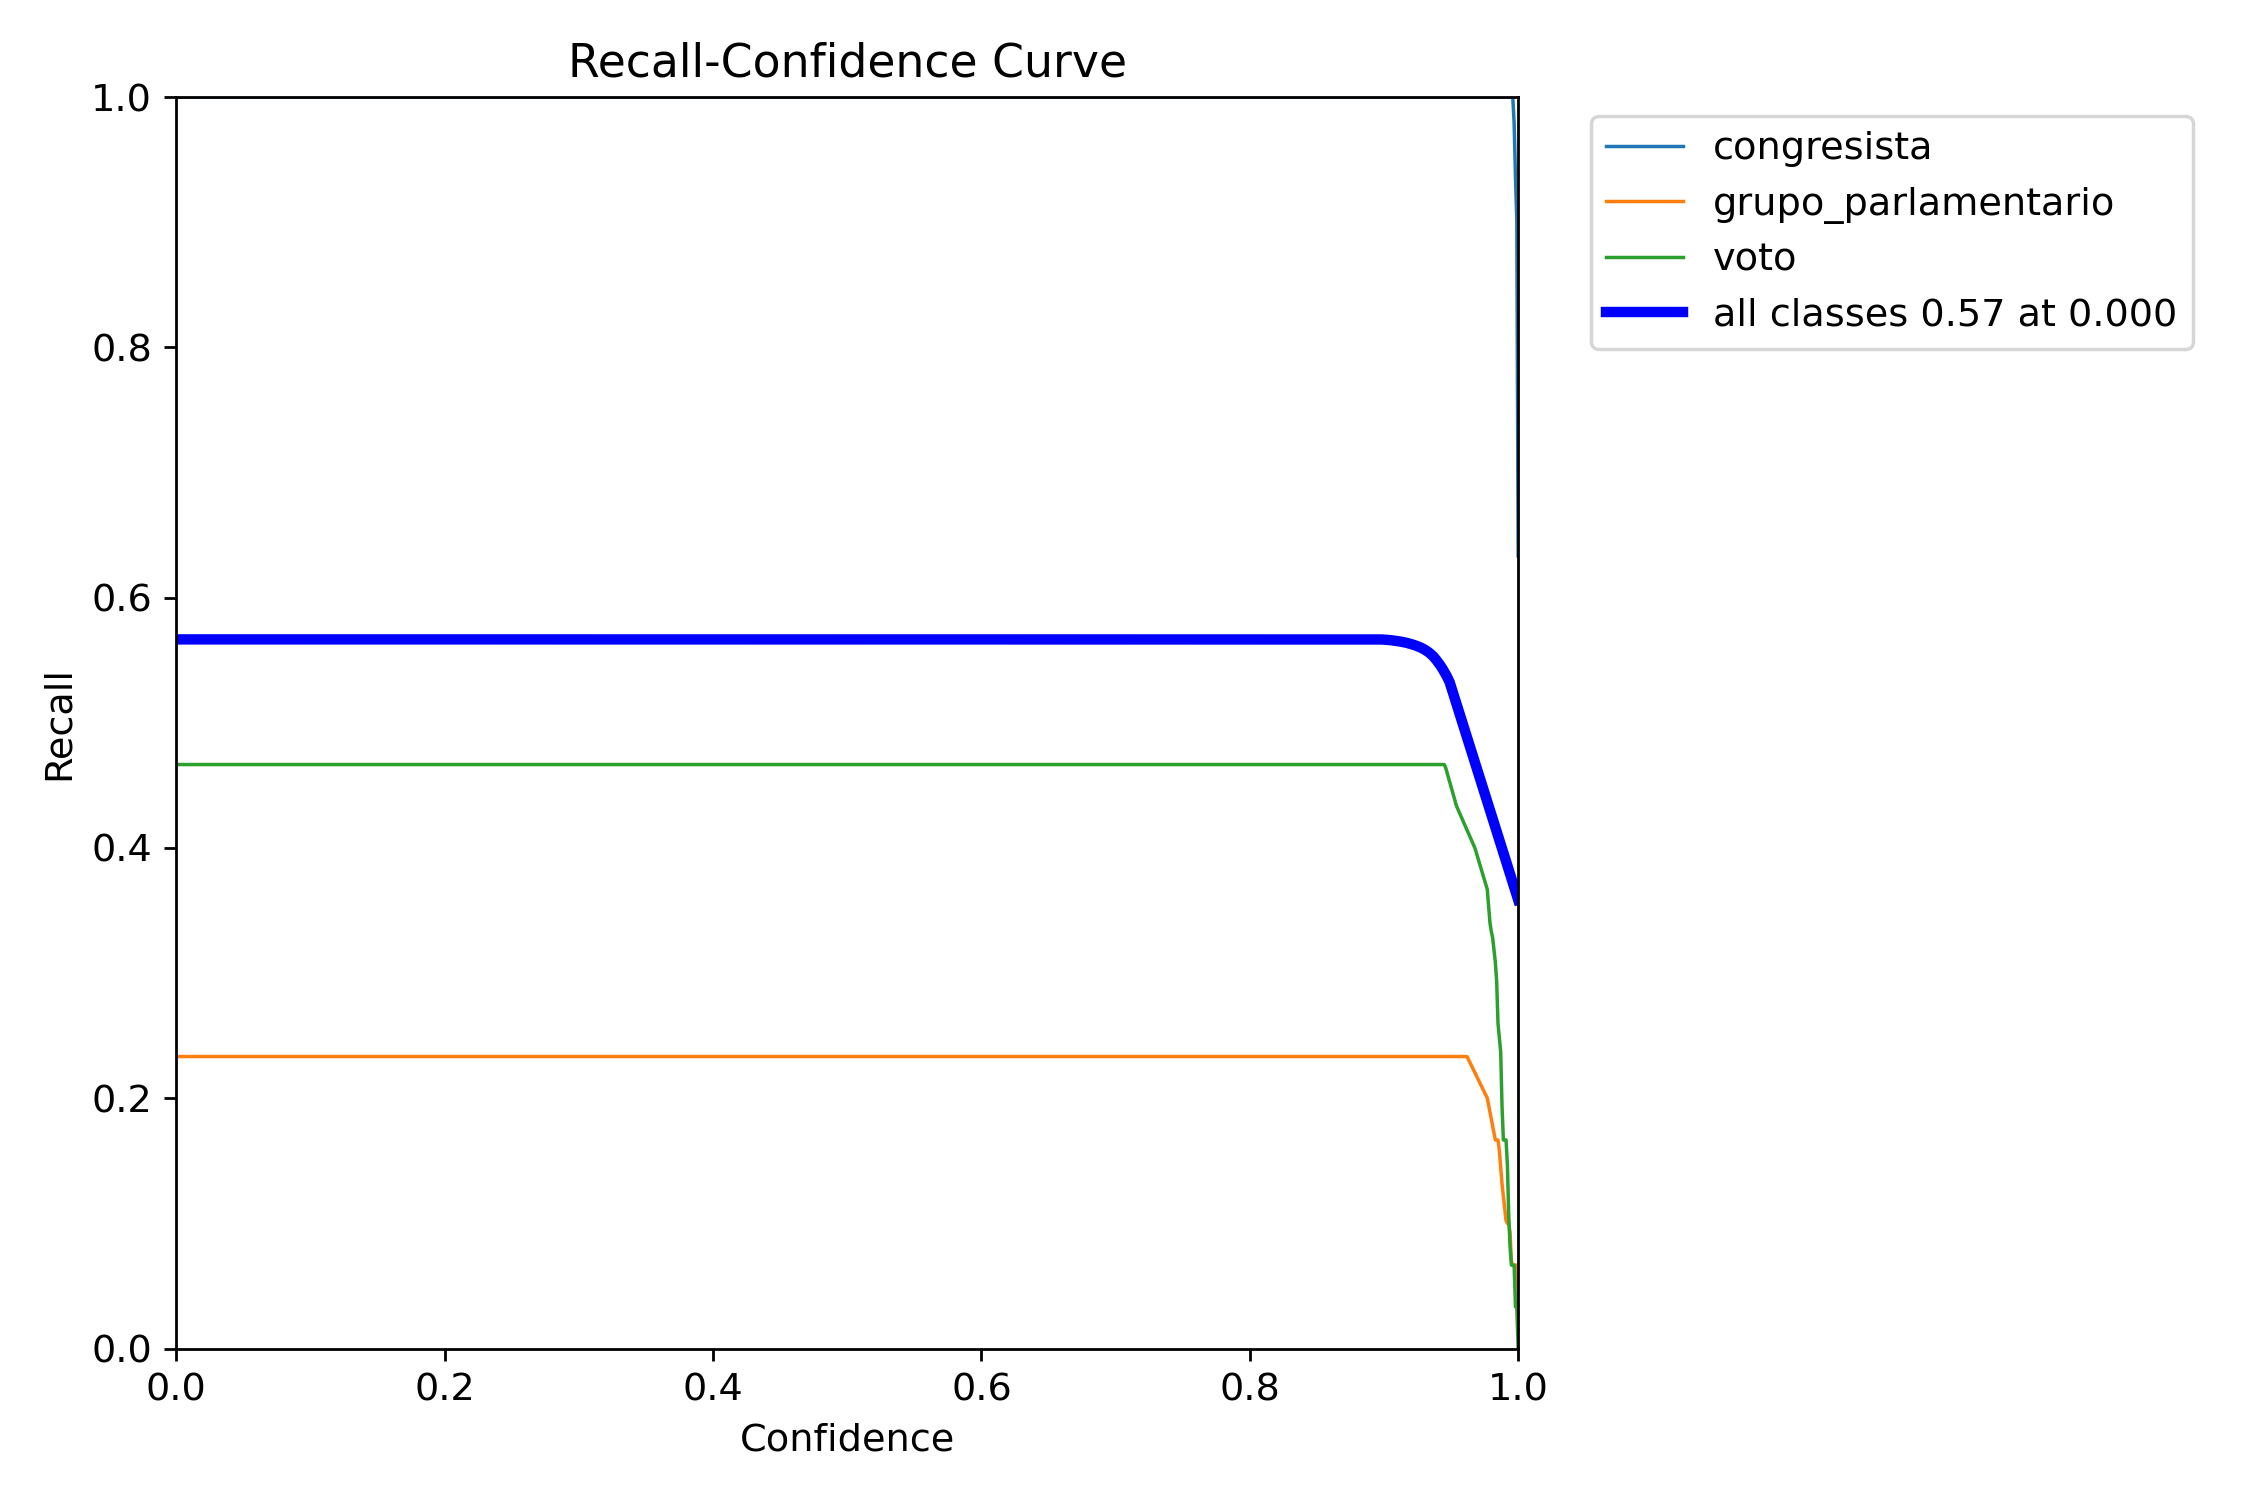 Recall-Confidence Curve
1.0
0.8
0.6
0.4
0.2
0.0
Recall
0.0 0.2 0.4 0.6 0.8 1.0
Confidence
congresista
grupo_parlamentario
voto
all classes 0.57 at 0.000